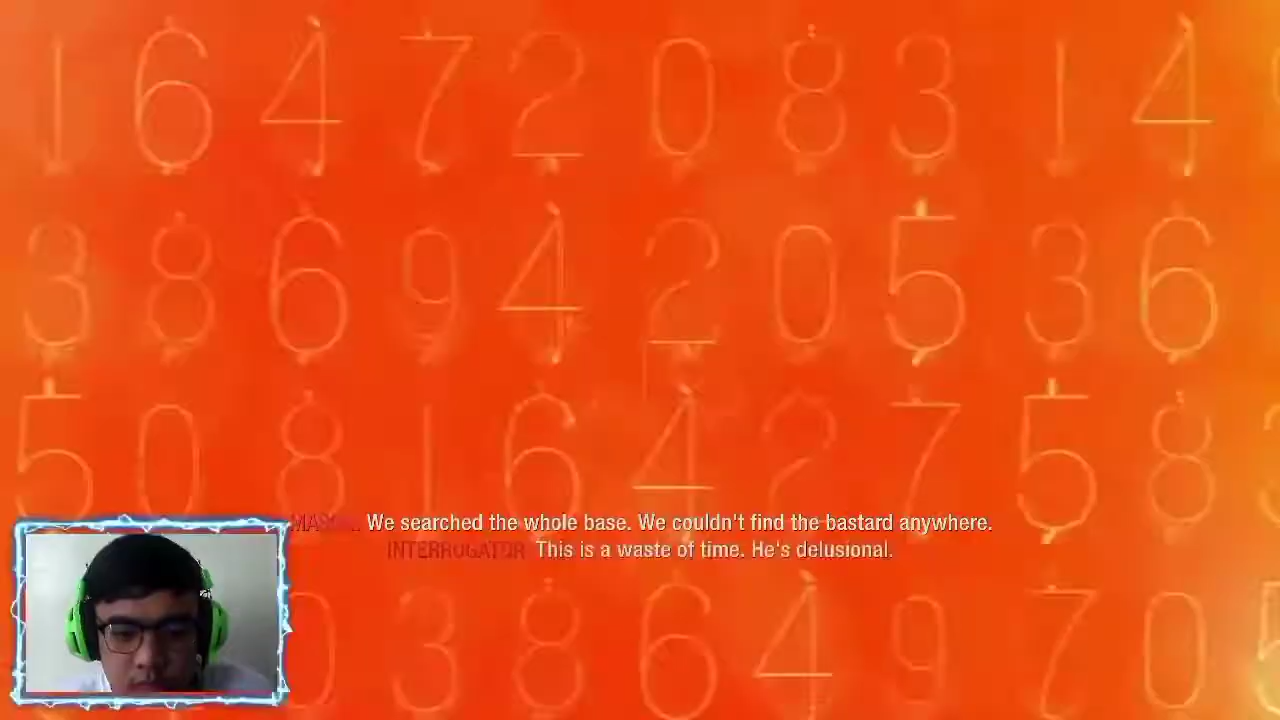 1 6 4 7 2 0 8 3 1 4
3 8 6 9 4 2 0 5 3 6
5 0 8 1 6 4 2 7 5 8
MASON: We searched the whole base. We couldn't find the bastard anywhere.
INTERROGATOR: This is a waste of time. He's delusional.
0 3 8 6 4 9 7 0